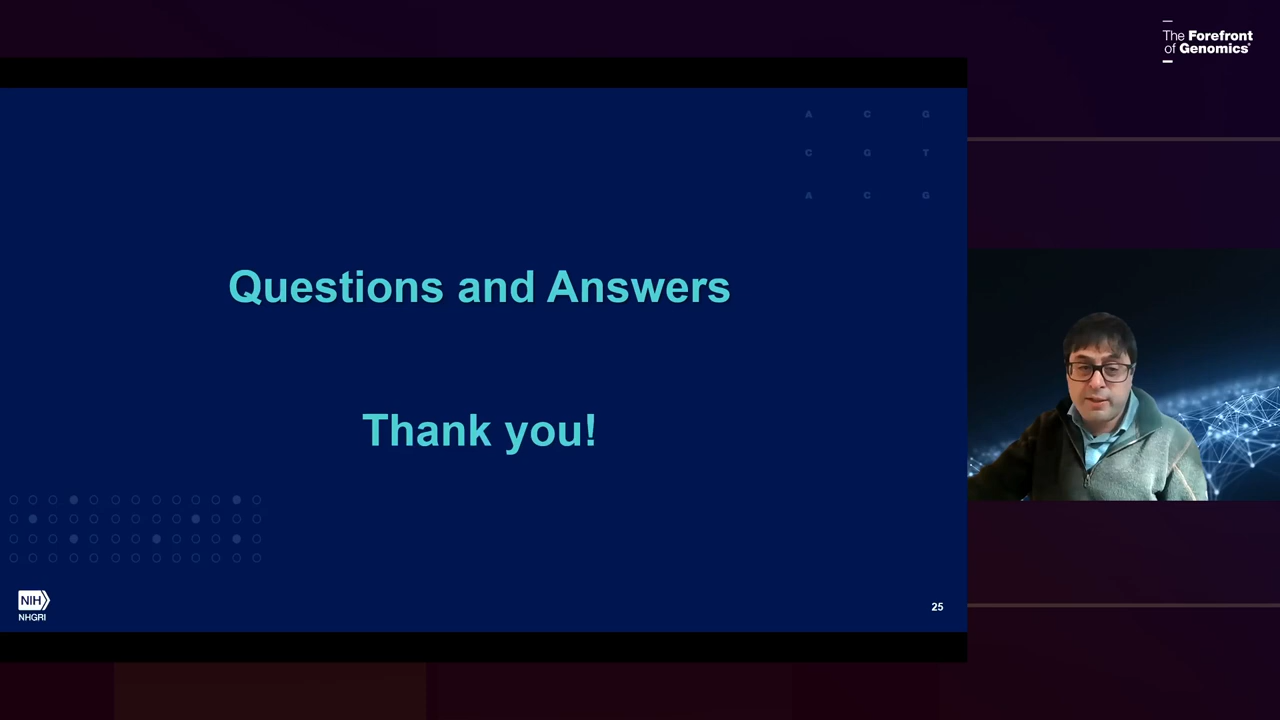 The Forefront
of Genomics®
A C G
C G T
A C G
Questions and Answers
Thank you!
NIH
NHGRI
25